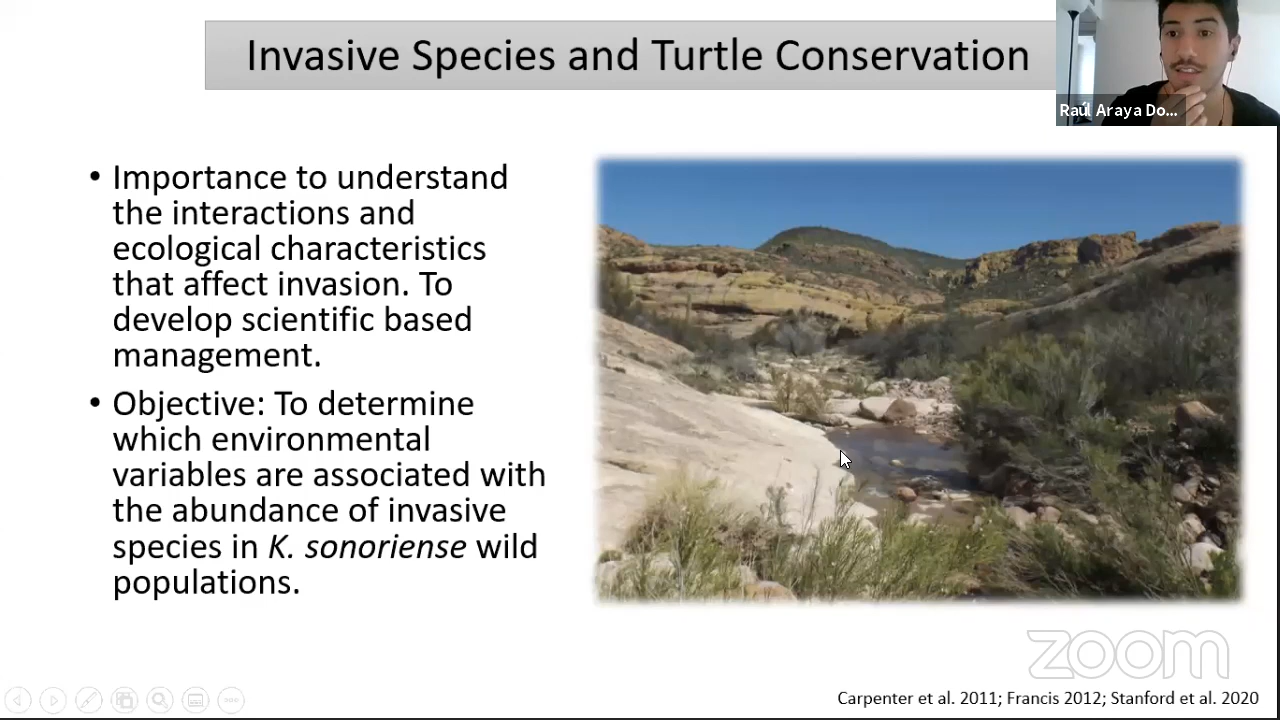 Invasive Species and Turtle Conservation
Raúl Araya Do...
• Importance to understand
the interactions and
ecological characteristics
that affect invasion. To
develop scientific based
management.
• Objective: To determine
which environmental
variables are associated with
the abundance of invasive
species in K. sonoriense wild
populations.
zoom
Carpenter et al. 2011; Francis 2012; Stanford et al. 2020